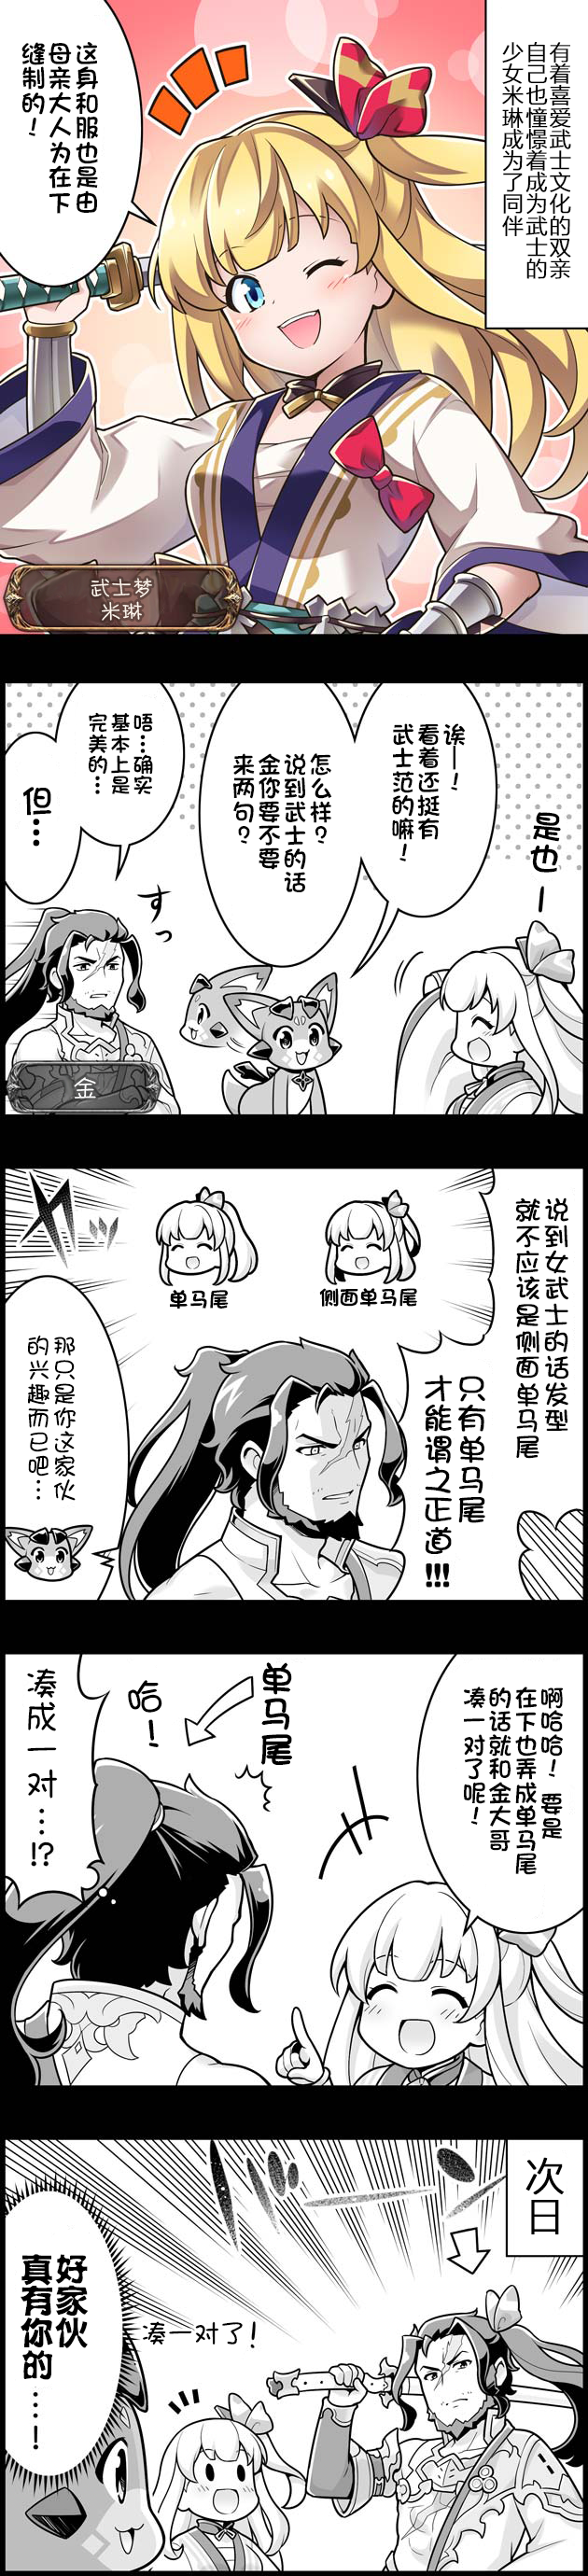 有着喜爱武士文化的双亲
自己也憧憬着成为武士的
少女米琳成为了同伴
这身和服也是由
母亲大人为在下
缝制的！
武士梦
米琳
是也ー
诶ー！
看着还挺有
武士范的嘛！
怎么样？
说到武士的话
金你要不要
来两句？
唔…确实
基本上是
完美的…
但…
すっ
金
说到女武士的话发型
就不应该是侧面单马尾
侧面单马尾
单马尾
只有单马尾
才能谓之正道!!!
那只是你这家伙
的兴趣而已吧…
啊哈哈！要是
在下也弄成单马尾
的话就和金大哥
凑一对了呢！
单马尾
哈！
凑成一对…!?
次日
凑一对了！
好家伙
真有你的…！